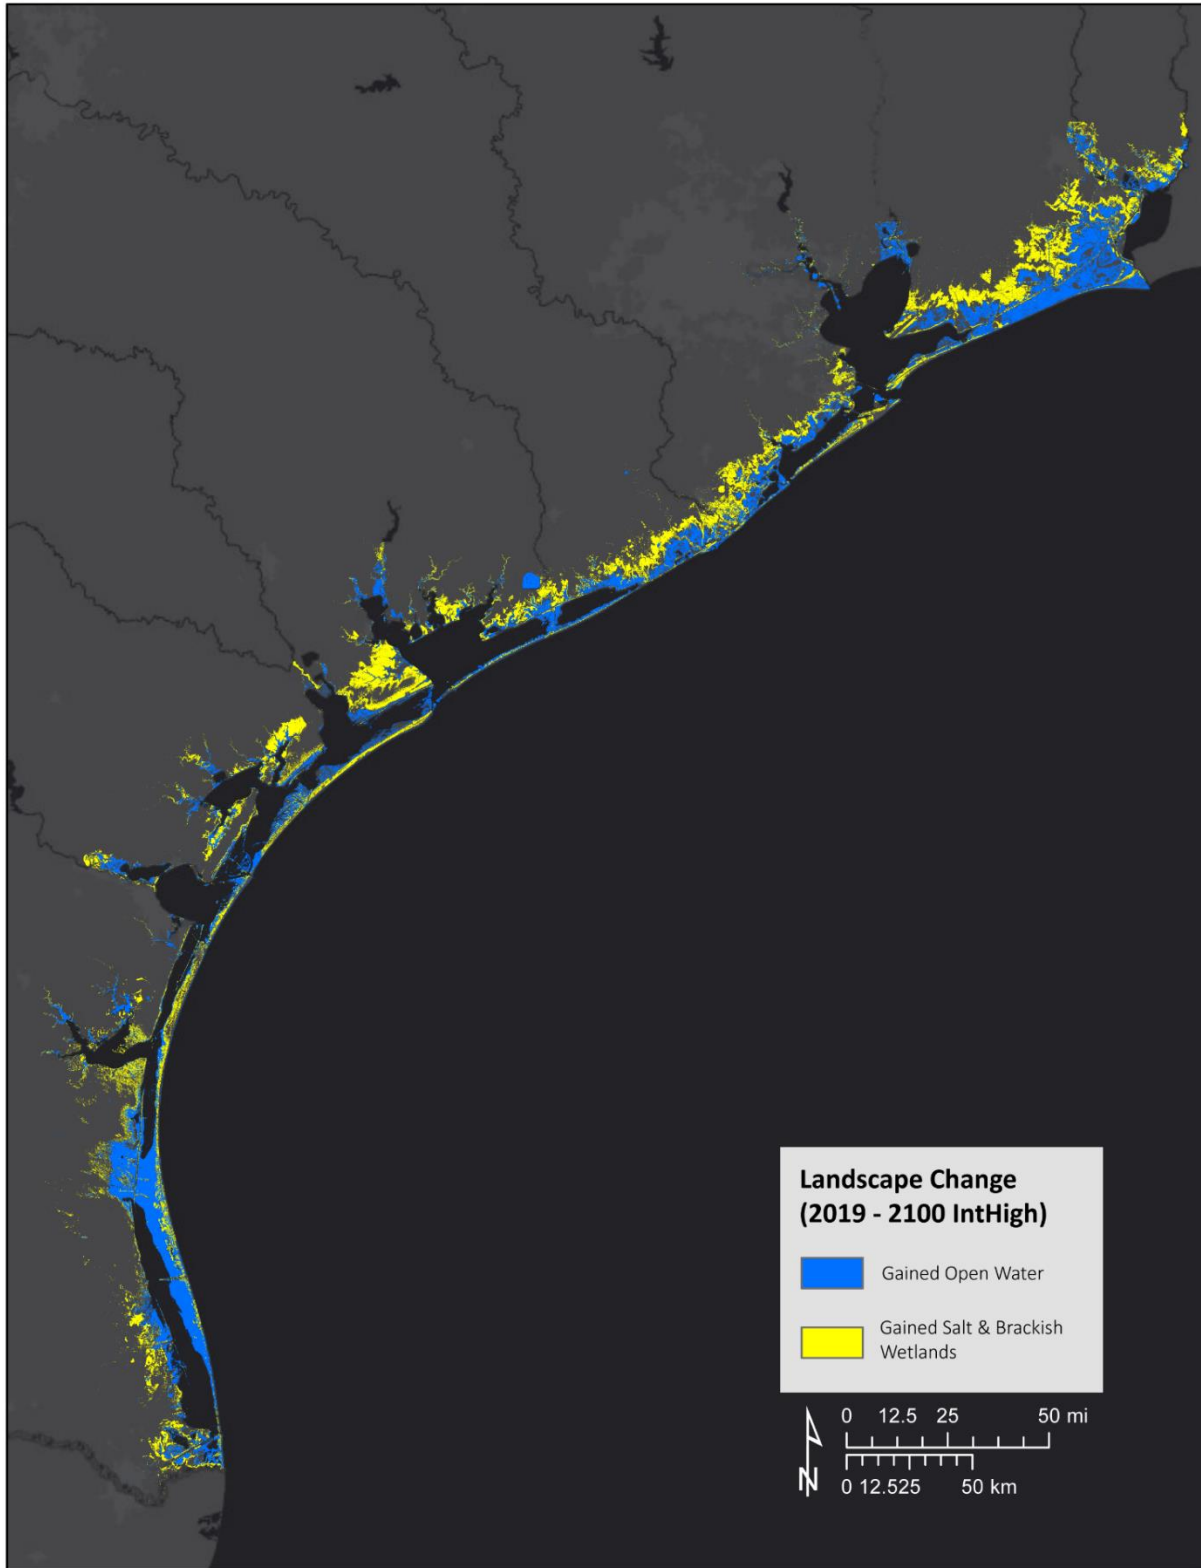 Landscape Change
(2019 - 2100 IntHigh)
Gained Open Water
Gained Salt & Brackish
Wetlands
0 12.5 25 50 mi
N
0 12.525 50 km